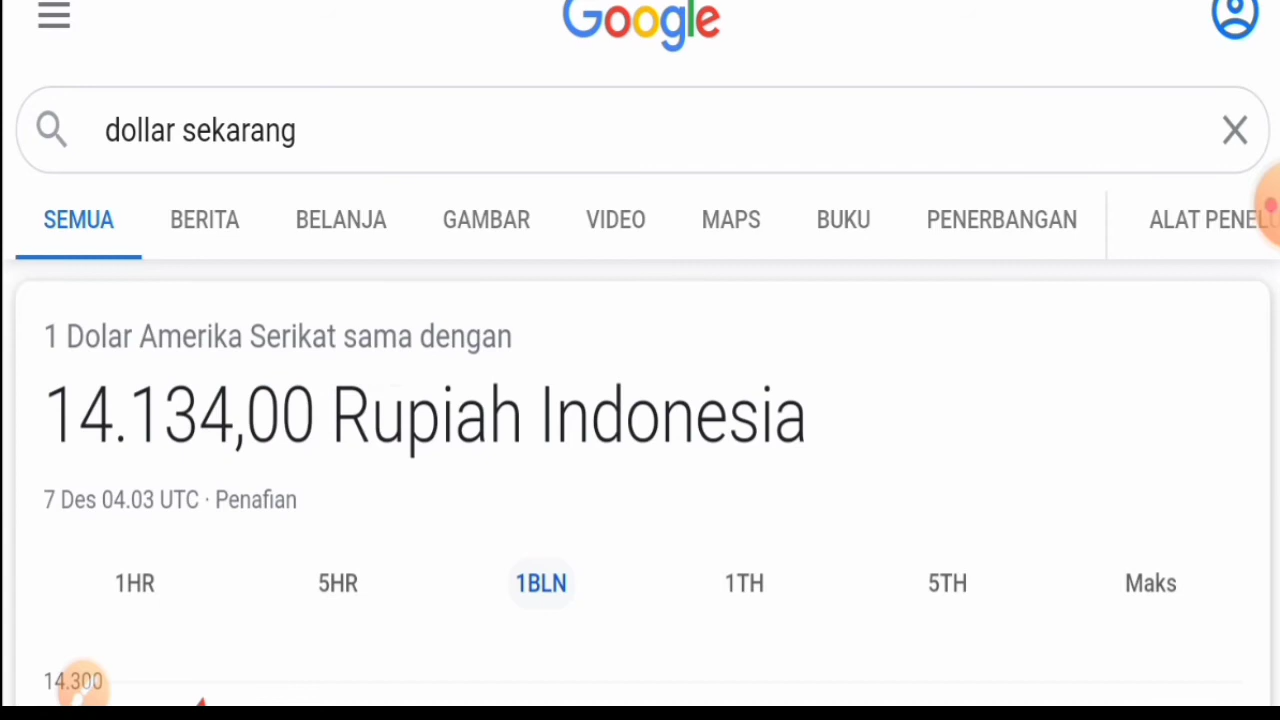 Google
dollar sekarang
SEMUA BERITA BELANJA GAMBAR VIDEO MAPS BUKU PENERBANGAN ALAT
1 Dolar Amerika Serikat sama dengan
14.134,00 Rupiah Indonesia
7 Des 04.03 UTC · Penafian
1HR 5HR 1BLN 1TH 5TH Maks
14.300